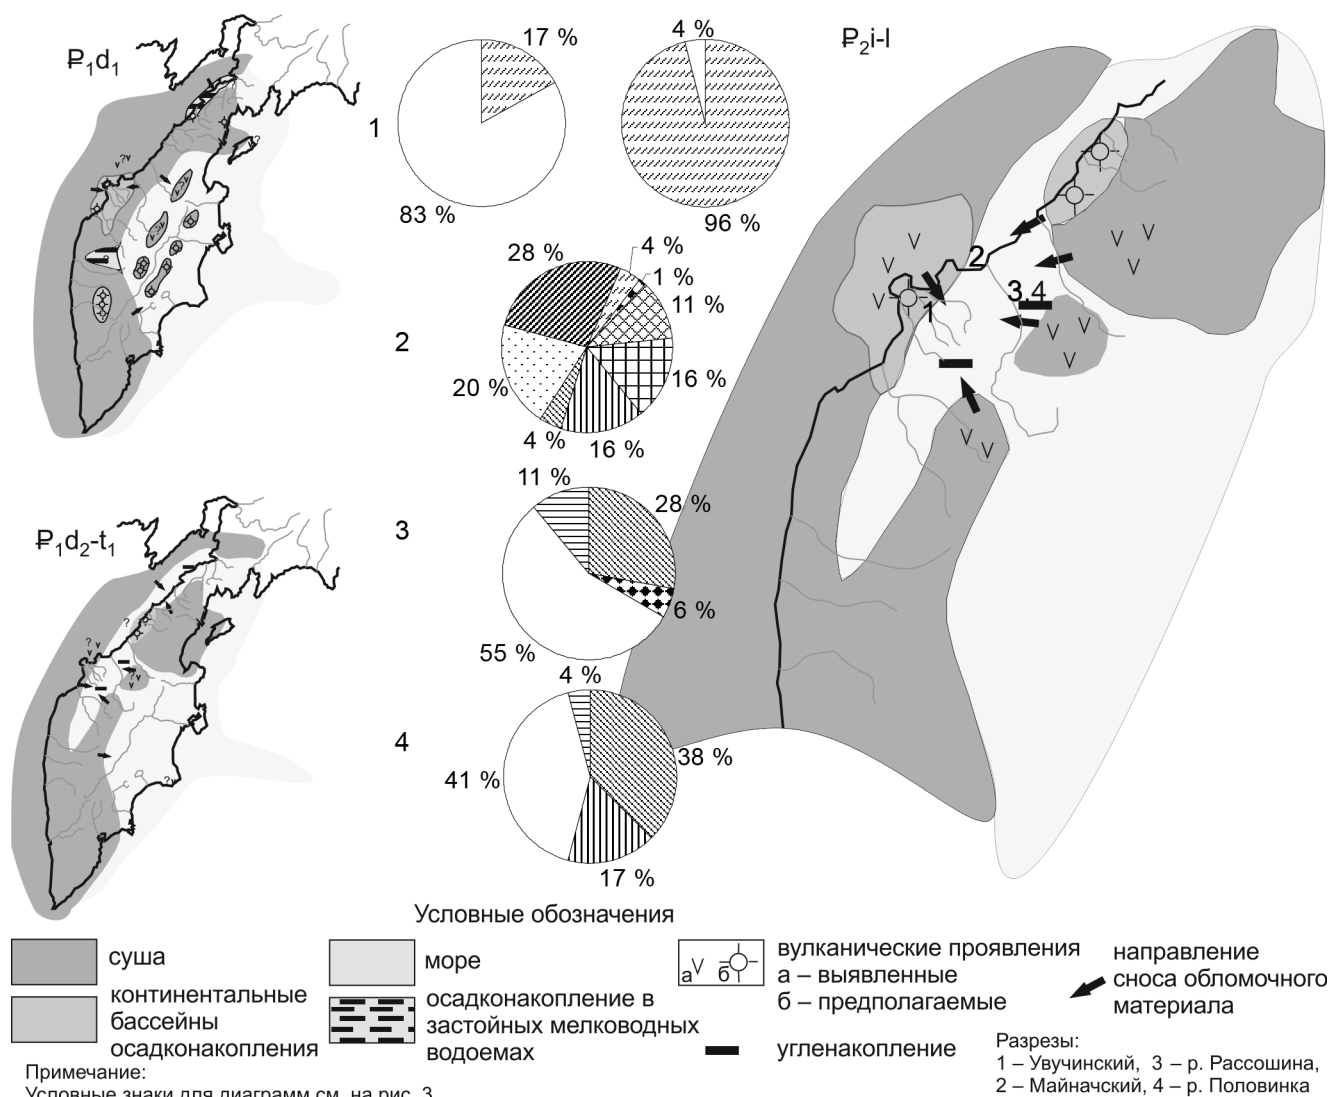 ₽₁d₁
17 %
4 %
₽₂i-l
1
83 %
96 %
28 %
4 %
1 %
11 %
2
2
3,4
1
20 %
16 %
4 %
16 %
11 %
28 %
₽₁d₂-t₁
3
6 %
55 %
4 %
4
41 %
38 %
17 %
Условные обозначения
суша
континентальные
бассейны
осадконакопления
море
осадконакопление в
застойных мелководных
водоемах
а
б
вулканические проявления
а – выявленные
б – предполагаемые
угленакопление
направление
сноса обломочного
материала
Разрезы:
1 – Увучинский, 3 – р. Рассошина,
2 – Майначский, 4 – р. Половинка
Примечание:
Условные знаки для диаграмм см. на рис. 3